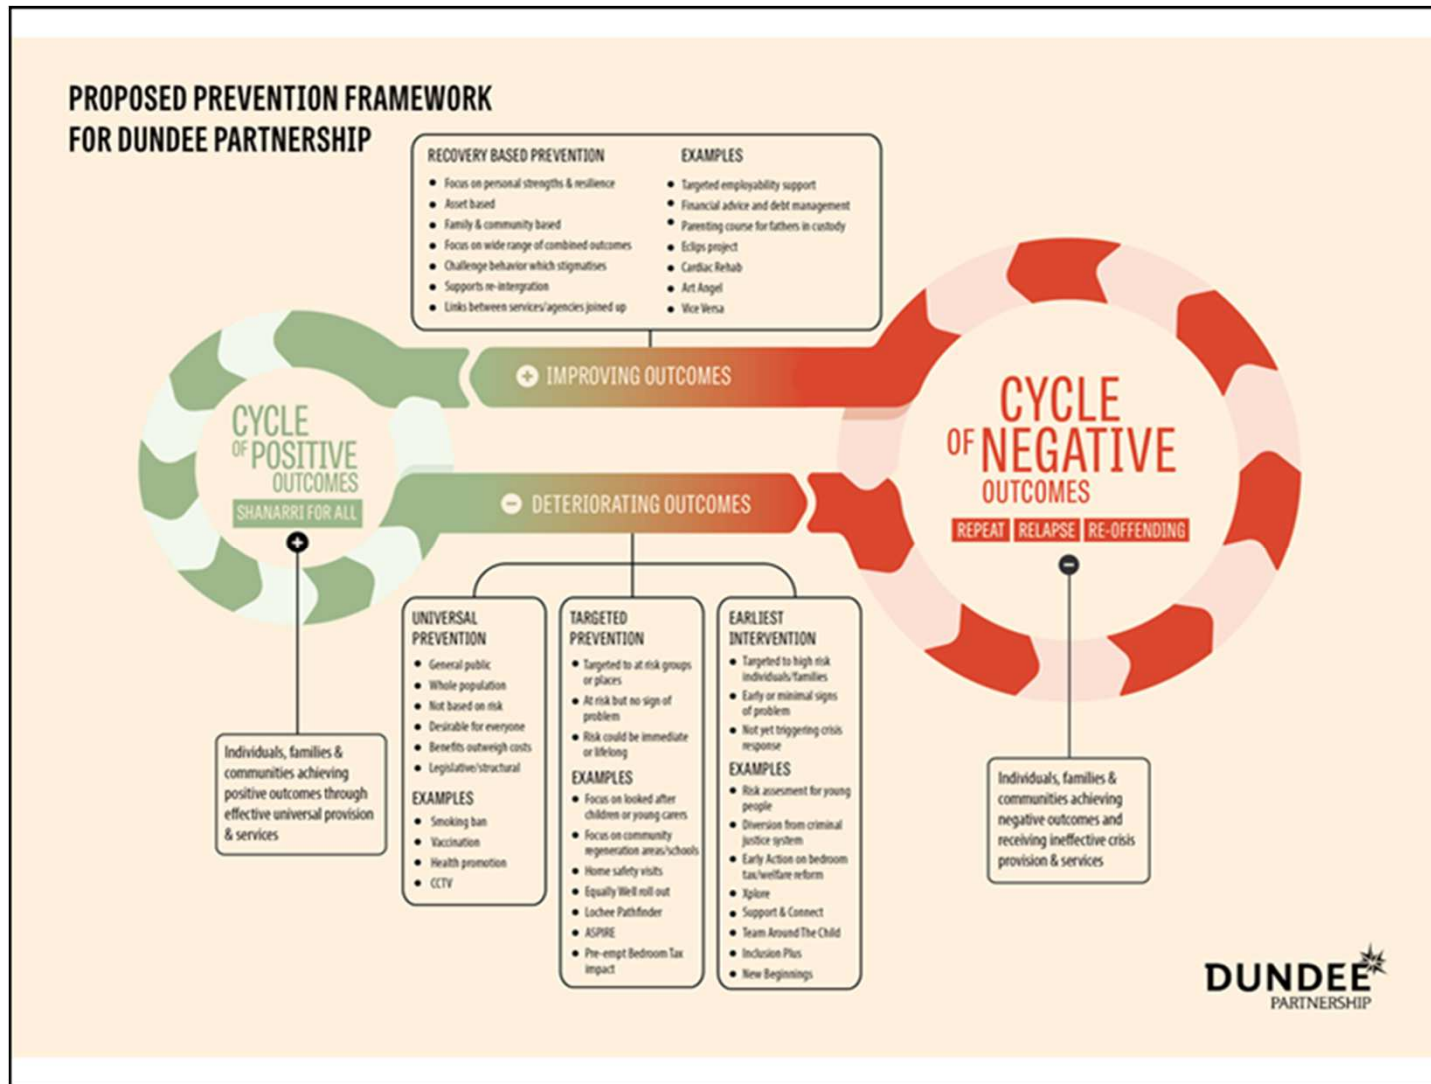 PROPOSED PREVENTION FRAMEWORK
FOR DUNDEE PARTNERSHIP
RECOVERY BASED PREVENTION
• Focus on personal strengths & resilience
• Asset based
• Family & community based
• Focus on wide range of combined outcomes
• Challenge behavior which stigmatises
• Supports re-intergration
• Links between services/agencies joined up
EXAMPLES
• Targeted employability support
• Financial advice and debt management
• Parenting course for fathers in custody
• Eclips project
• Cardiac Rehab
• Art Angel
• Vice Versa
+ IMPROVING OUTCOMES
CYCLE
OF POSITIVE
OUTCOMES
SHANARRI FOR ALL
+
− DETERIORATING OUTCOMES
CYCLE
OF NEGATIVE
OUTCOMES
REPEAT RELAPSE RE-OFFENDING
−
Individuals, families &
communities achieving
positive outcomes through
effective universal provision
& services
UNIVERSAL
PREVENTION
• General public
• Whole population
• Not based on risk
• Desirable for everyone
• Benefits outweigh costs
• Legislative/structural
EXAMPLES
• Smoking ban
• Vaccination
• Health promotion
• CCTV
TARGETED
PREVENTION
• Targeted to at risk groups
or places
• At risk but no sign of
problem
• Risk could be immediate
or lifelong
EXAMPLES
• Focus on looked after
children or young carers
• Focus on community
regeneration areas/schools
• Home safety visits
• Equally Well roll out
• Lochee Pathfinder
• ASPIRE
• Pre-empt Bedroom Tax
impact
EARLIEST
INTERVENTION
• Targeted to high risk
individuals/families
• Early or minimal signs
of problem
• Not yet triggering crisis
response
EXAMPLES
• Risk assesment for young
people
• Diversion from criminal
justice system
• Early Action on bedroom
tax/welfare reform
• Xplore
• Support & Connect
• Team Around The Child
• Inclusion Plus
• New Beginnings
Individuals, families &
communities achieving
negative outcomes and
receiving ineffective crisis
provision & services
DUNDEE
PARTNERSHIP